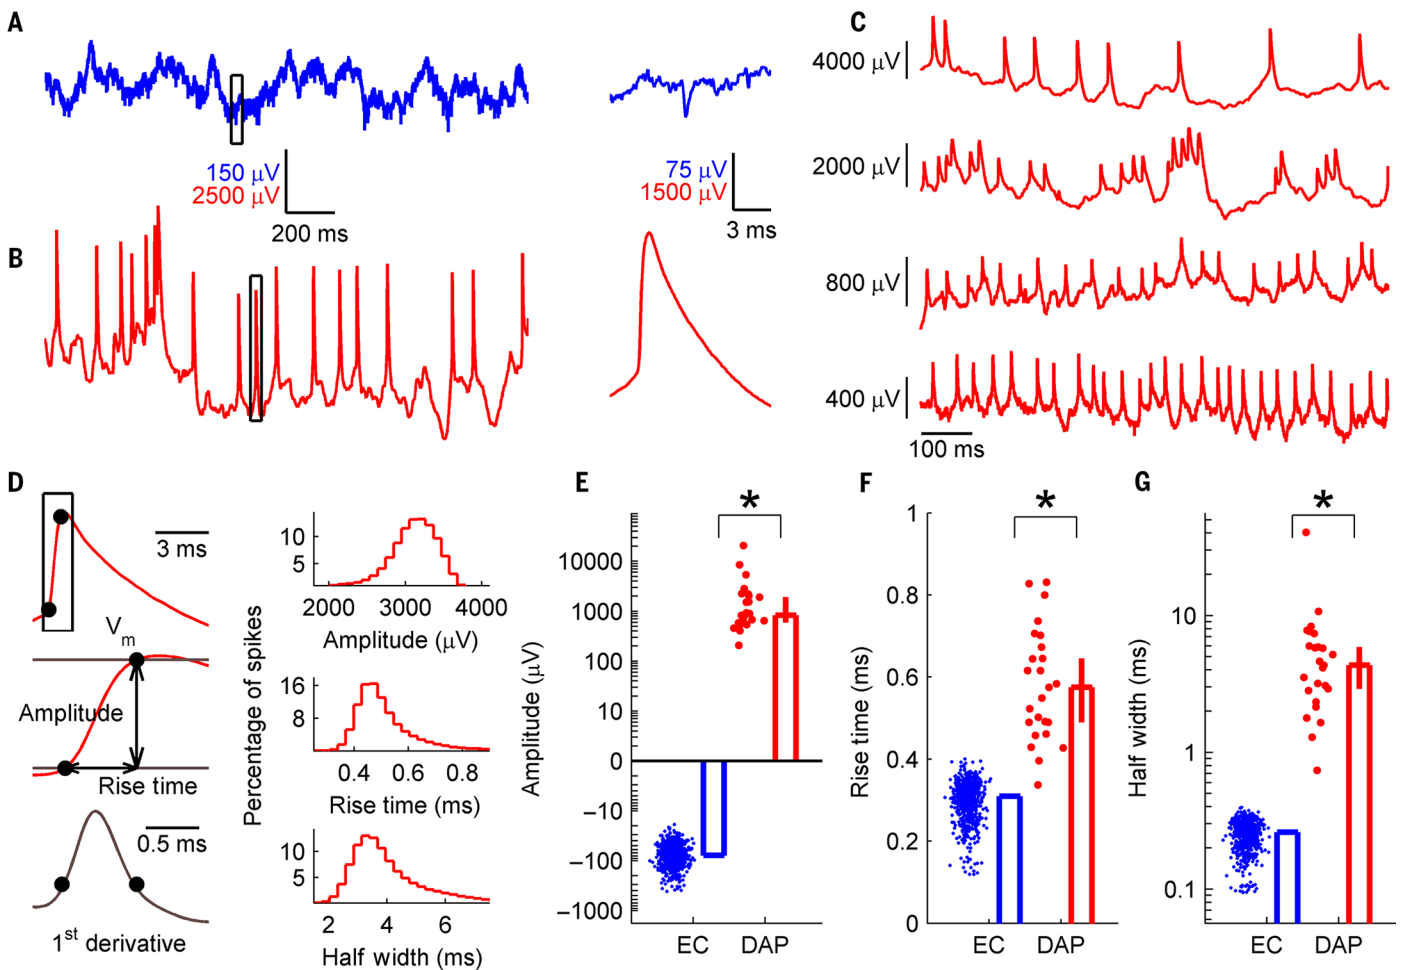 A
150 µV
2500 µV
200 ms
75 µV
1500 µV
3 ms
B
C
4000 µV
2000 µV
800 µV
400 µV
100 ms
D
3 ms
Vm
Amplitude
Rise time
0.5 ms
1st derivative
Percentage of spikes
10
5
2000 3000 4000
Amplitude (µV)
16
8
0.4 0.6 0.8
Rise time (ms)
10
5
2 4 6
Half width (ms)
E
*
Amplitude (µV)
10000
1000
100
10
0
−10
−100
−1000
EC DAP
F
*
Rise time (ms)
1
0.8
0.6
0.4
0.2
0
EC DAP
G
*
Half width (ms)
10
1
0.1
EC DAP